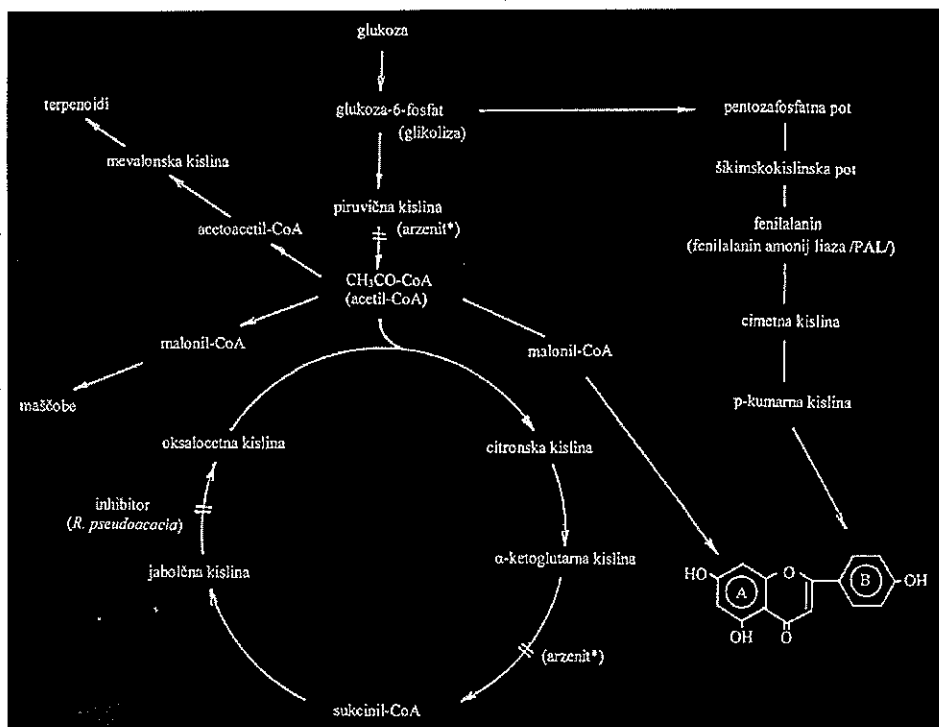 glukoza
terpenoidi
glukoza-6-fosfat
(glikoliza)
pentozafosfatna pot
mevalonska kislina
šikimskokislinska pot
piruvična kislina
(arzenit*)
acetoacetil-CoA
fenilalanin
(fenilalanin amonij liaza /PAL/)
CH₃CO-CoA
(acetil-CoA)
cimetna kislina
malonil-CoA
malonil-CoA
maščobe
p-kumarna kislina
oksalocetna kislina
citronska kislina
inhibitor
(R. pseudoacacia)
jabolčna kislina
α-ketoglutarna kislina
HO
A
O
B
OH
OH
O
(arzenit*)
sukcinil-CoA